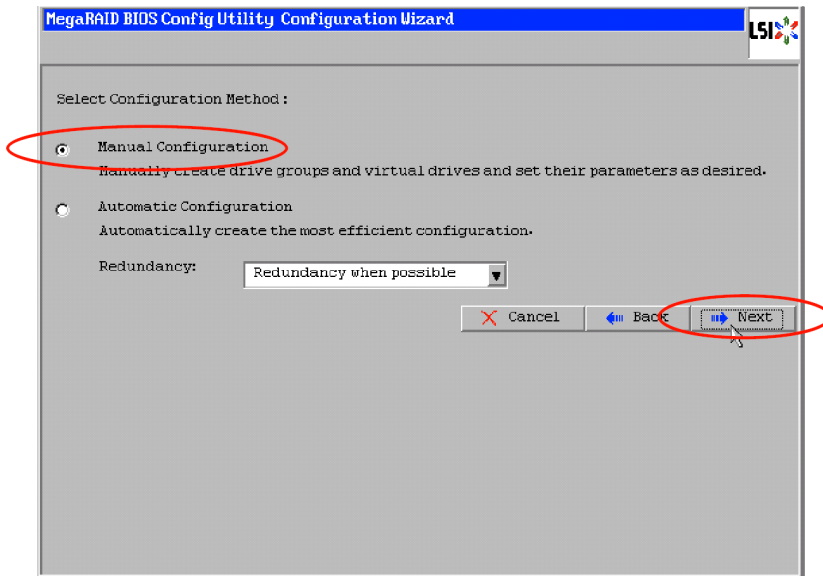 MegaRAID BIOS Config Utility Configuration Wizard
LSI
Select Configuration Method:
Manual Configuration
Manually create drive groups and virtual drives and set their parameters as desired.
Automatic Configuration
Automatically create the most efficient configuration.
Redundancy: Redundancy when possible
Cancel Back Next